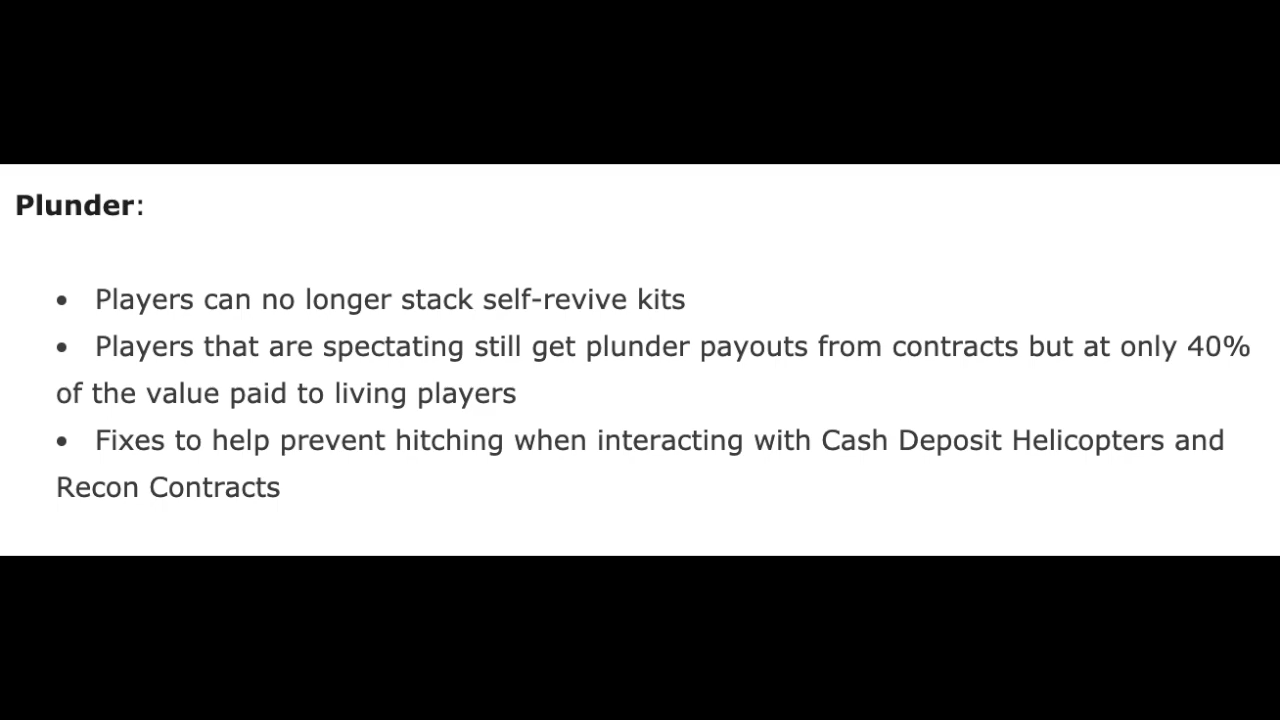 Plunder:
• Players can no longer stack self-revive kits
• Players that are spectating still get plunder payouts from contracts but at only 40%
of the value paid to living players
• Fixes to help prevent hitching when interacting with Cash Deposit Helicopters and
Recon Contracts